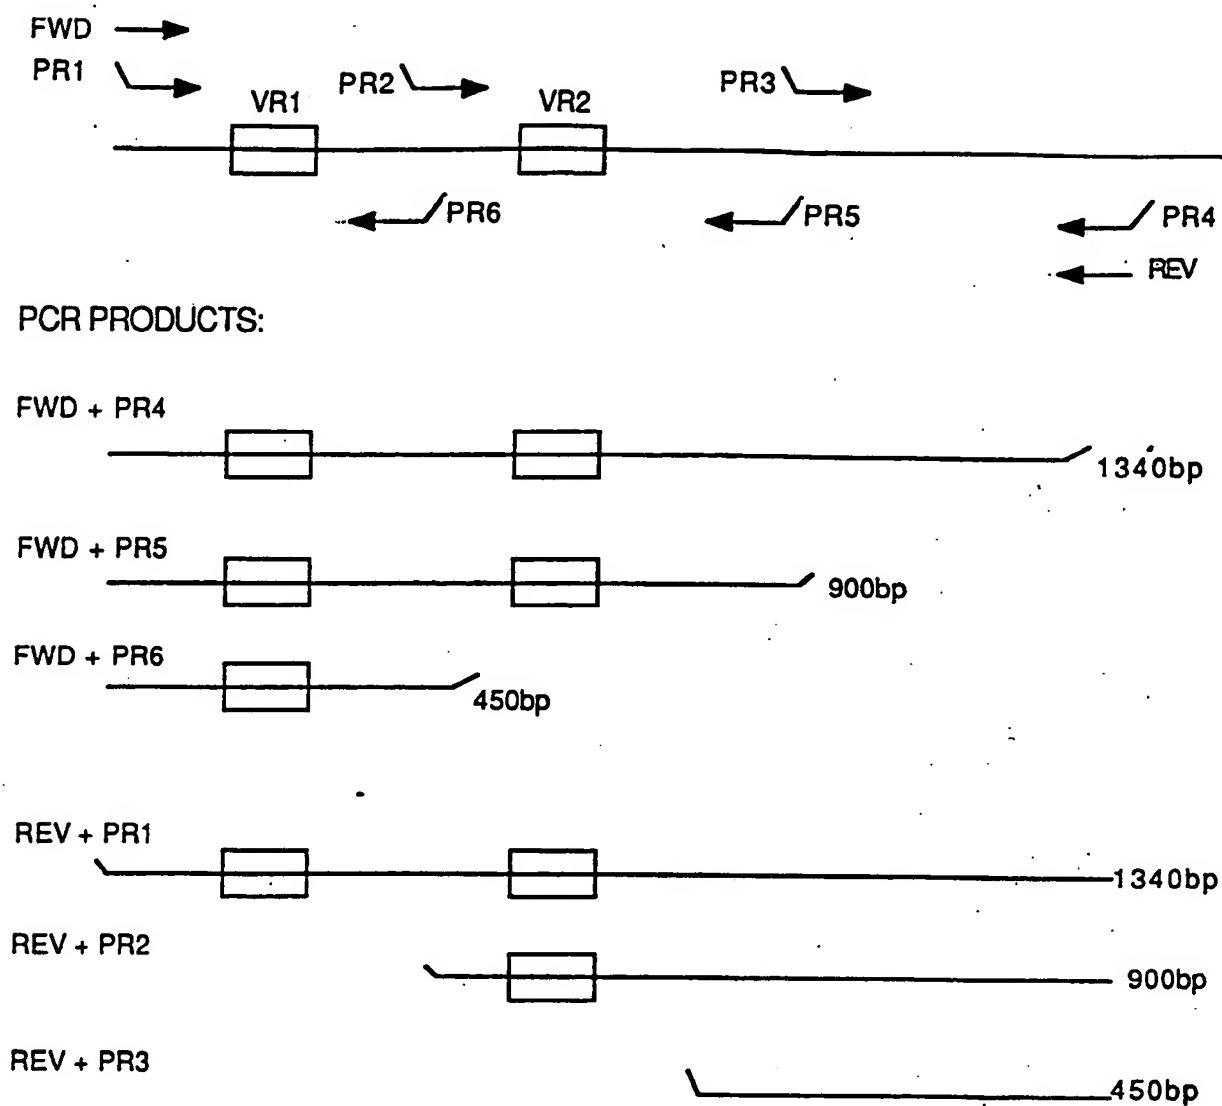 FWD
PR1
VR1
PR2
VR2
PR3
PR6
PR5
PR4
REV
PCR PRODUCTS:
FWD + PR4
1340bp
FWD + PR5
900bp
FWD + PR6
450bp
REV + PR1
1340bp
REV + PR2
900bp
REV + PR3
450bp